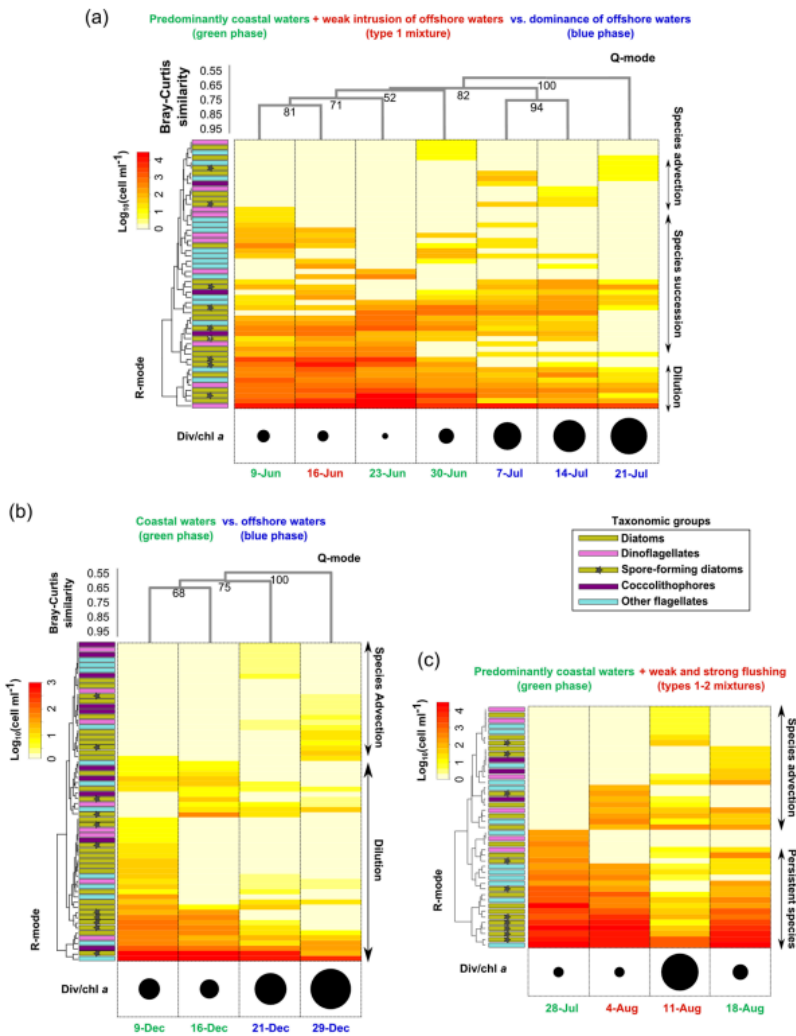 (a)
Predominantly coastal waters + weak intrusion of offshore waters vs. dominance of offshore waters
(green phase) (type 1 mixture) (blue phase)
Q-mode
Bray-Curtis
similarity
0.55
0.65
0.75
0.85
0.95
81
71
52
82
100
94
Log10(cell ml-1)
4
3
2
1
0
R-mode
Species advection
Species succession
Dilution
Div/chl a
9-Jun 16-Jun 23-Jun 30-Jun 7-Jul 14-Jul 21-Jul
(b)
Coastal waters vs. offshore waters
(green phase) (blue phase)
Q-mode
Bray-Curtis
similarity
0.55
0.65
0.75
0.85
0.95
68
75
100
Log10(cell ml-1)
3
2
1
0
R-mode
Species Advection
Dilution
Div/chl a
9-Dec 16-Dec 21-Dec 29-Dec
Taxonomic groups
Diatoms
Dinoflagellates
Spore-forming diatoms
Coccolithophores
Other flagellates
(c)
Predominantly coastal waters + weak and strong flushing
(green phase) (types 1-2 mixtures)
Log10(cell ml-1)
4
3
2
1
0
R-mode
Species advection
Persistent species
Div/chl a
28-Jul 4-Aug 11-Aug 18-Aug